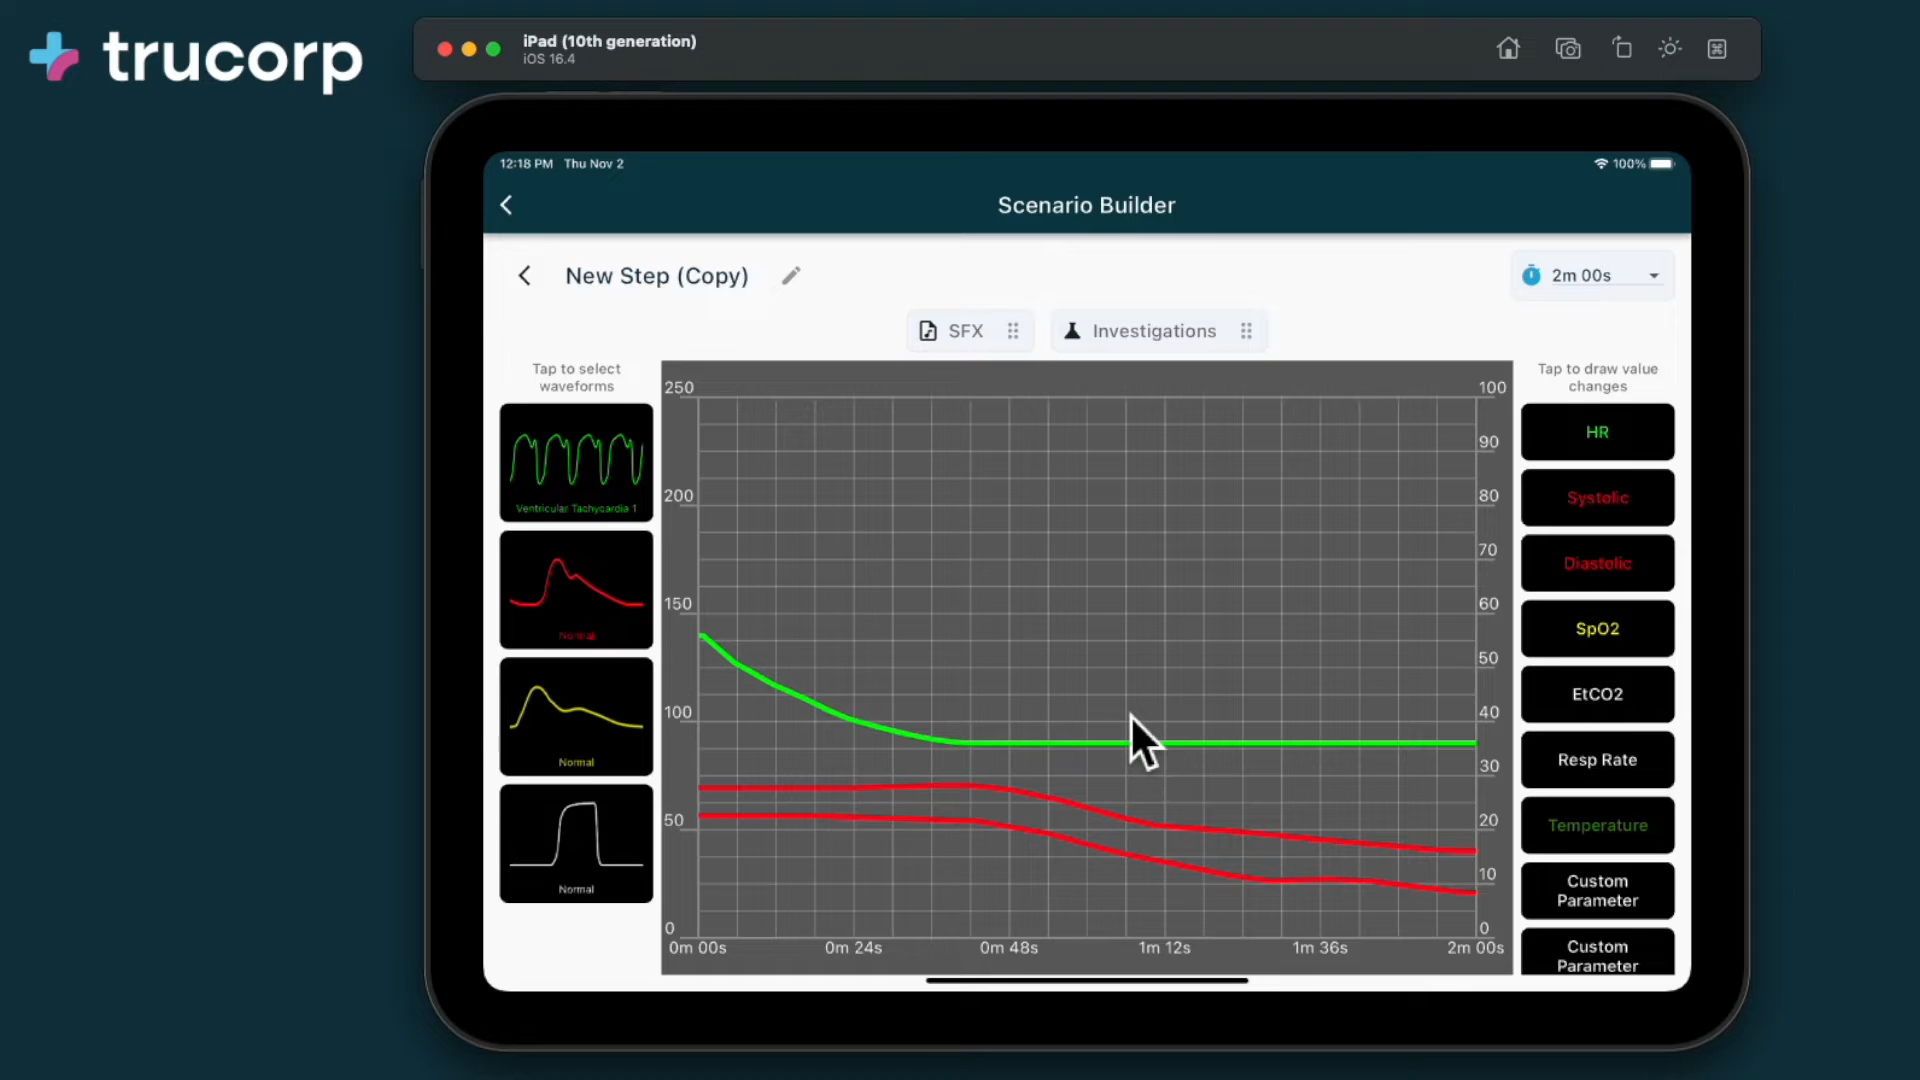 trucorp
iPad (10th generation)
iOS 16.4
12:18 PM Thu Nov 2
100%
Scenario Builder
New Step (Copy)
2m 00s
SFX
Investigations
Tap to select
waveforms
Ventricular Tachycardia 1
Normal
Normal
Normal
250
200
150
100
50
0
100
90
80
70
60
50
40
30
20
10
0
0m 00s
0m 24s
0m 48s
1m 12s
1m 36s
2m 00s
Tap to draw value
changes
HR
Systolic
Diastolic
SpO2
EtCO2
Resp Rate
Temperature
Custom
Parameter
Custom
Parameter